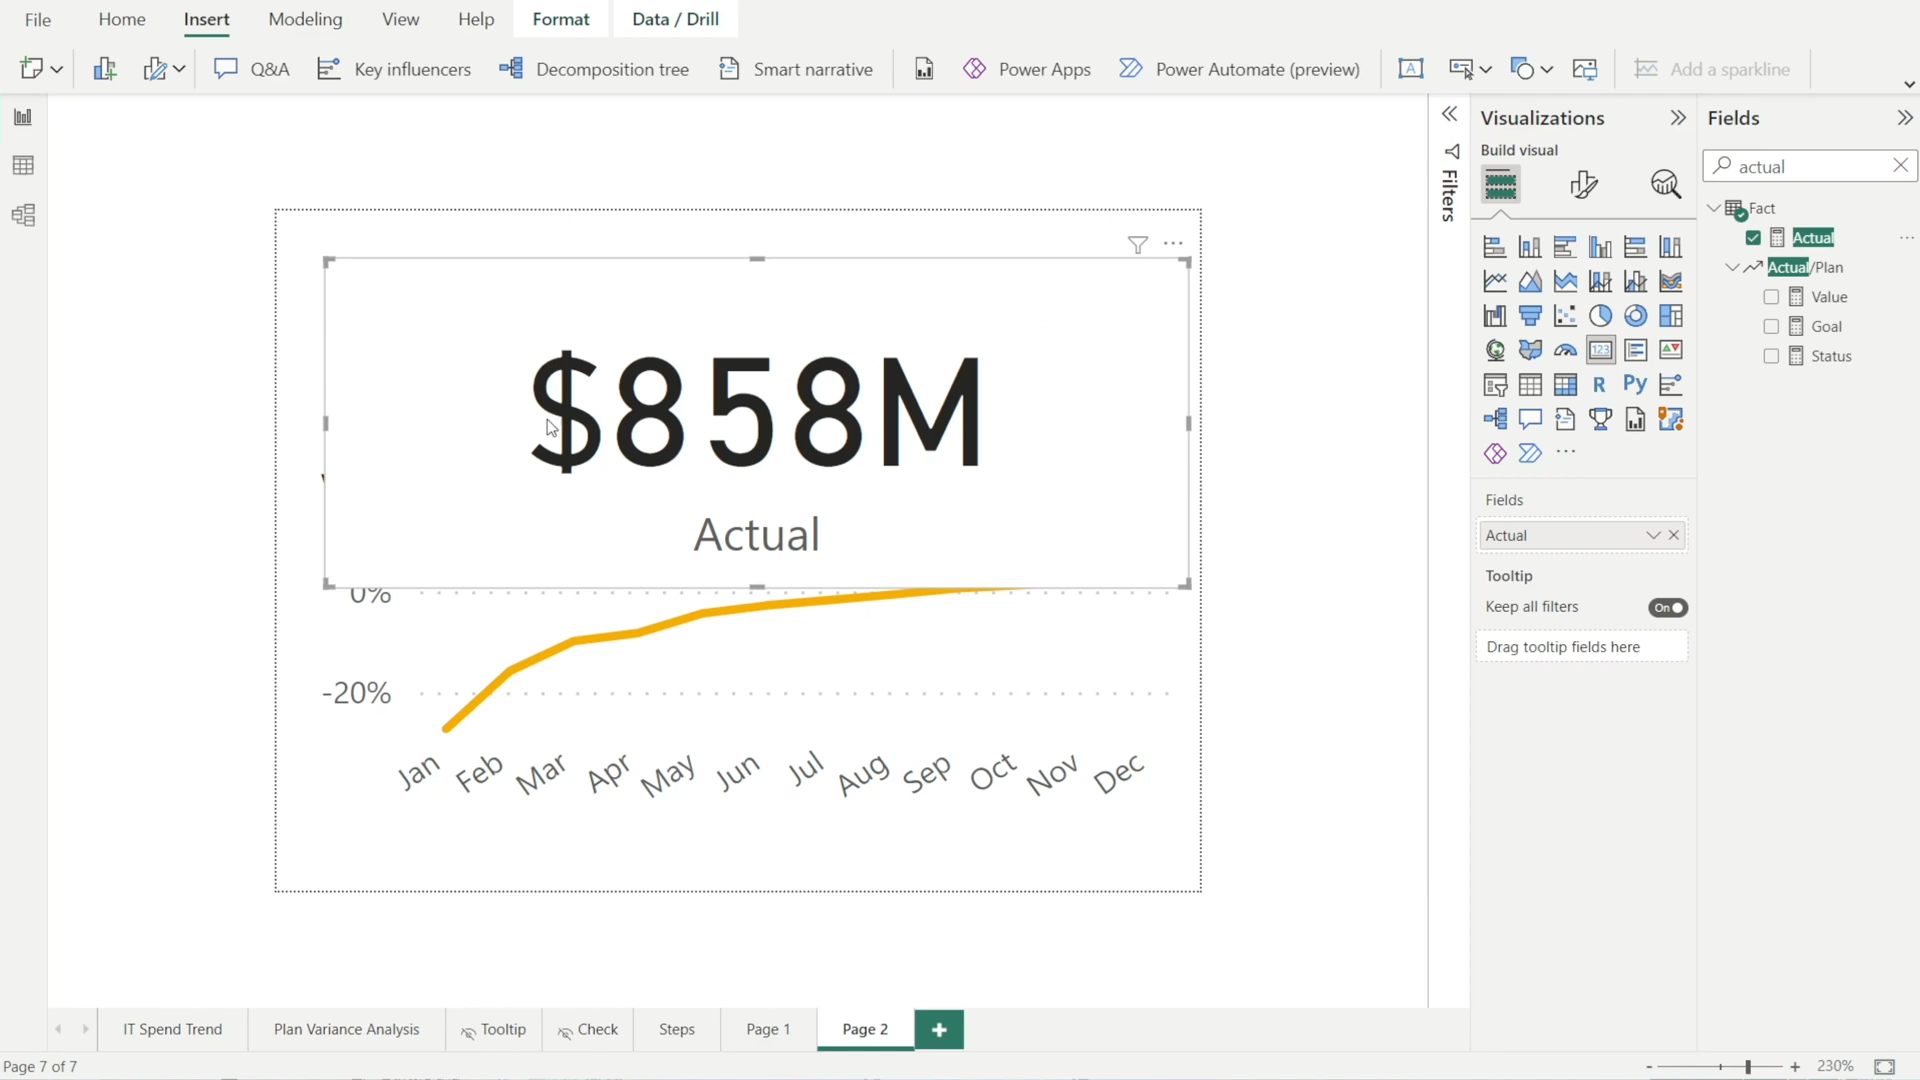 File Home Insert Modeling View Help Format Data / Drill
Q&A Key influencers Decomposition tree Smart narrative Power Apps Power Automate (preview) Add a sparkline
Visualizations
Build visual
Filters
Fields
actual
Fact
Actual
Actual/Plan
Value
Goal
Status
123
R
Py
Fields
Actual
Tooltip
Keep all filters On
Drag tooltip fields here
$858M
Actual
0%
-20%
Jan Feb Mar Apr May Jun Jul Aug Sep Oct Nov Dec
IT Spend Trend Plan Variance Analysis Tooltip Check Steps Page 1 Page 2 +
Page 7 of 7
- + 230%